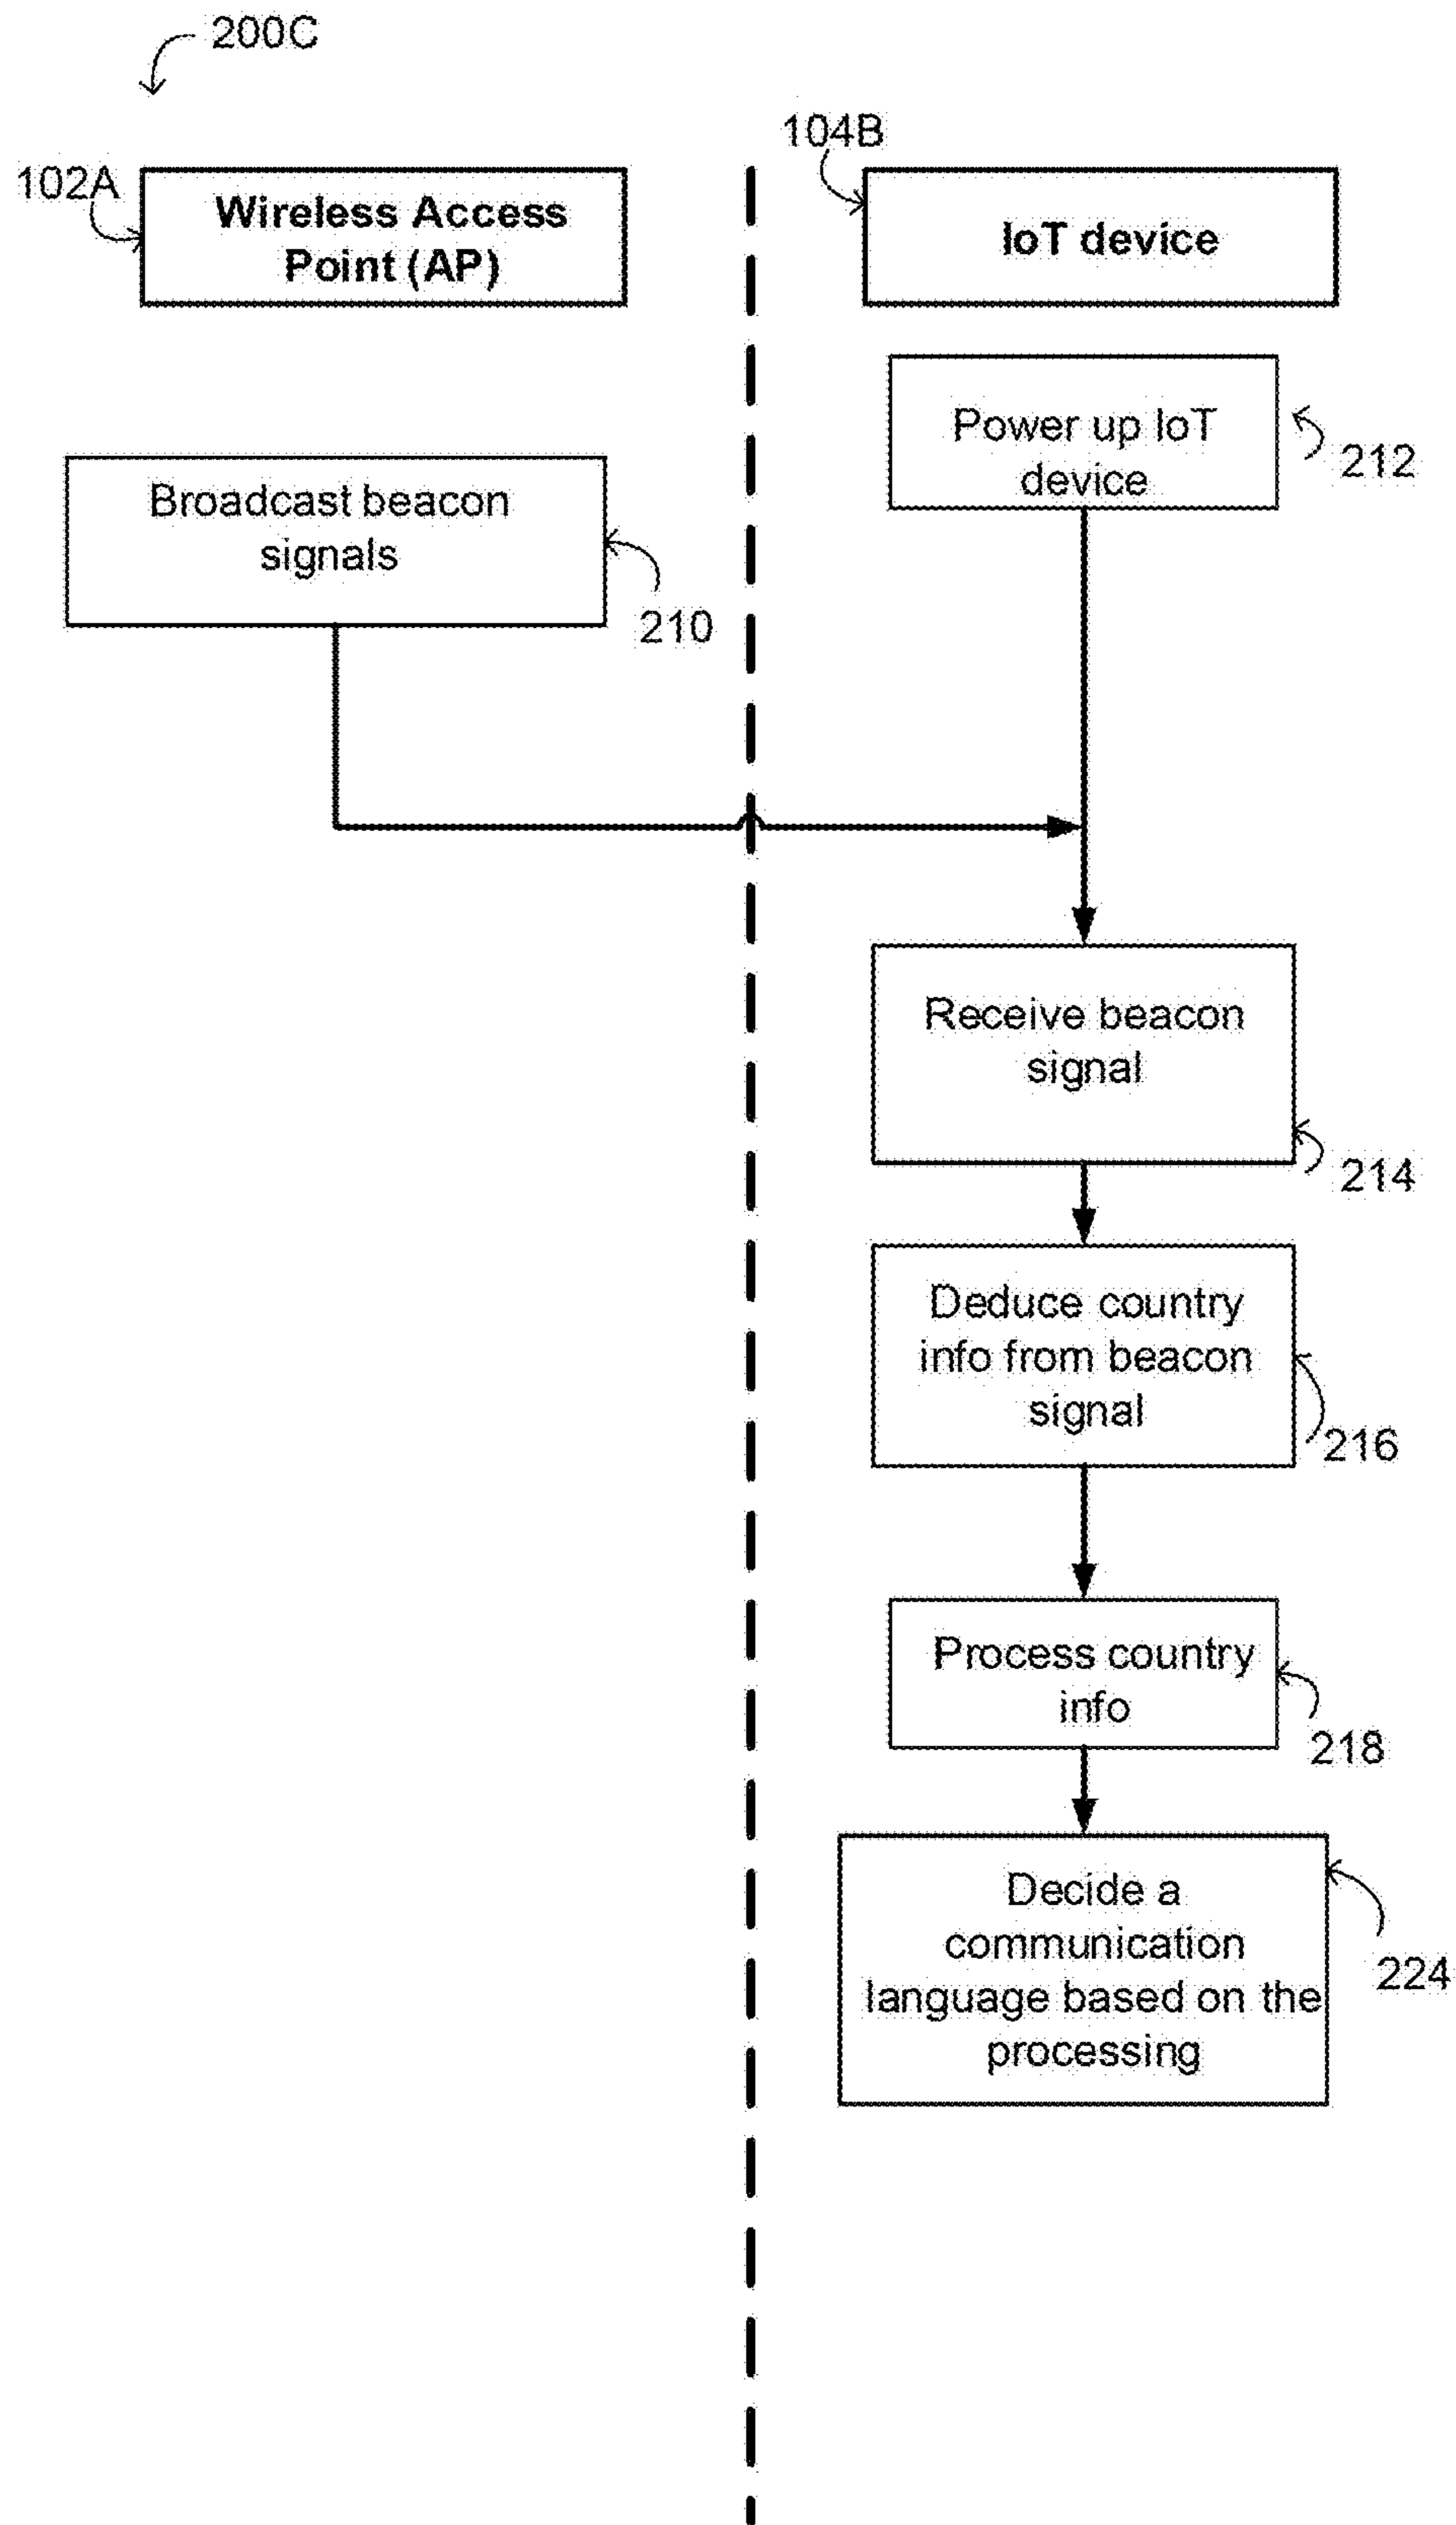 200C
104B
102A
Wireless Access
Point (AP)
IoT device
Power up IoT
device
212
Broadcast beacon
signals
210
Receive beacon
signal
214
Deduce country
info from beacon
signal
216
Process country
info
218
Decide a
communication
language based on the
processing
224